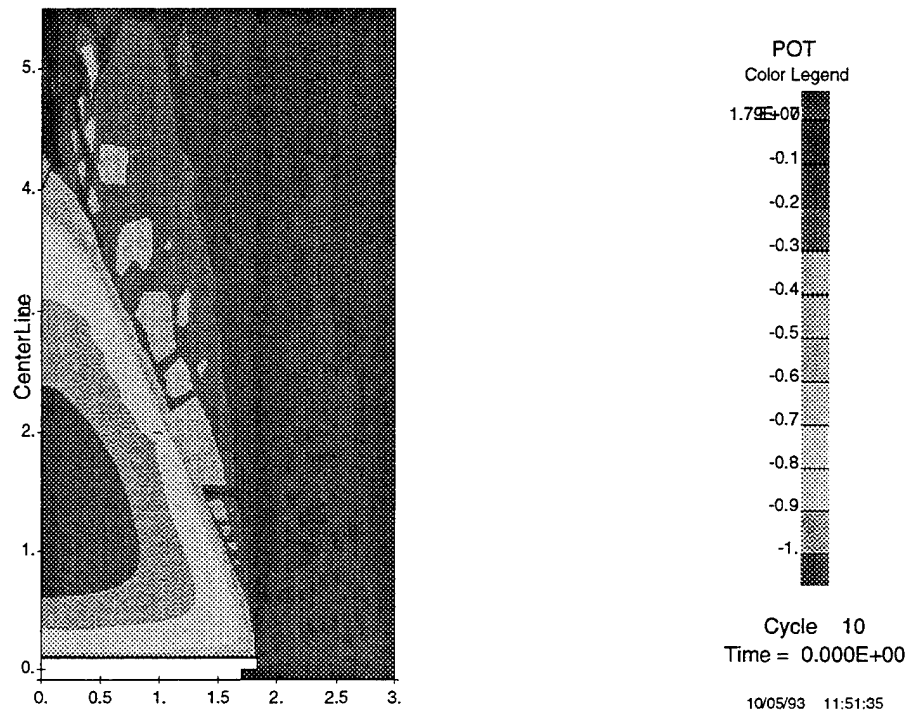 5.
4.
3.
2.
1.
0.
CenterLine
0. 0.5 1. 1.5 2. 2.5 3.
POT
Color Legend
-0.1
-0.2
-0.3
-0.4
-0.5
-0.6
-0.7
-0.8
-0.9
-1.
Cycle 10
Time = 0.000E+00
10/05/93 11:51:35